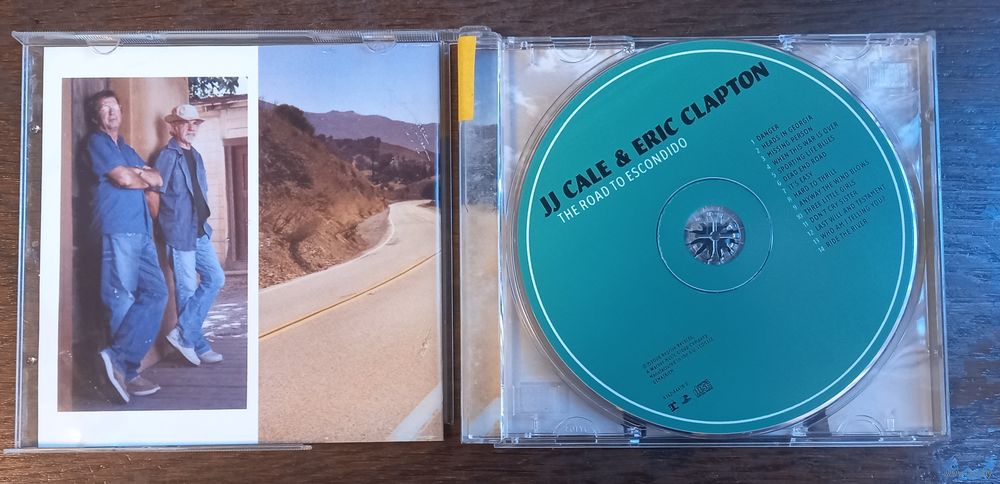 JJ CALE & ERIC CLAPTON
THE ROAD TO ESCONDIDO
1. DANGER
2. HEADS IN GEORGIA
3. MISSING PERSON
4. WHEN THIS WAR IS OVER
5. SPORTING LIFE BLUES
6. DEAD END ROAD
7. IT'S EASY
8. HARD TO THRILL
9. ANYWAY THE WIND BLOWS
10. THREE LITTLE GIRLS
11. DON'T CRY SISTER
12. LAST WILL AND TESTAMENT
13. WHO AM I TELLING YOU?
14. RIDE THE RIVER